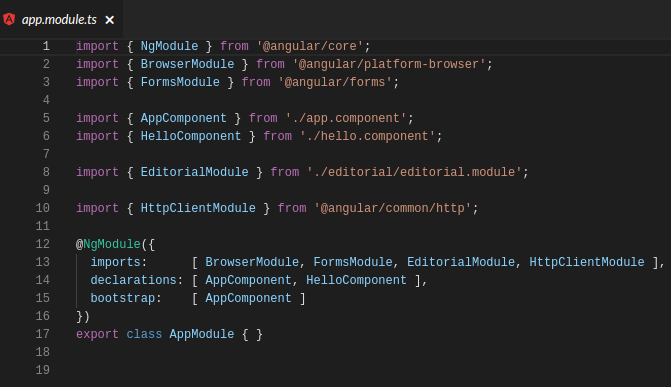 app.module.ts ×
1 import { NgModule } from '@angular/core';
2 import { BrowserModule } from '@angular/platform-browser';
3 import { FormsModule } from '@angular/forms';
4
5 import { AppComponent } from './app.component';
6 import { HelloComponent } from './hello.component';
7
8 import { EditorialModule } from './editorial/editorial.module';
9
10 import { HttpClientModule } from '@angular/common/http';
11
12 @NgModule({
13   imports:      [ BrowserModule, FormsModule, EditorialModule, HttpClientModule ],
14   declarations: [ AppComponent, HelloComponent ],
15   bootstrap:    [ AppComponent ]
16 })
17 export class AppModule { }
18
19